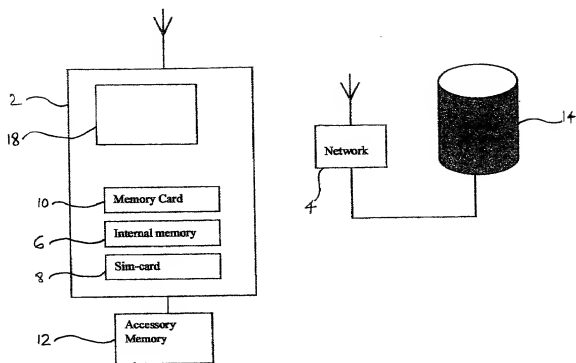 2
18
10
Memory Card
6
Internal memory
8
Sim-card
12
Accessory
Memory
Network
4
14